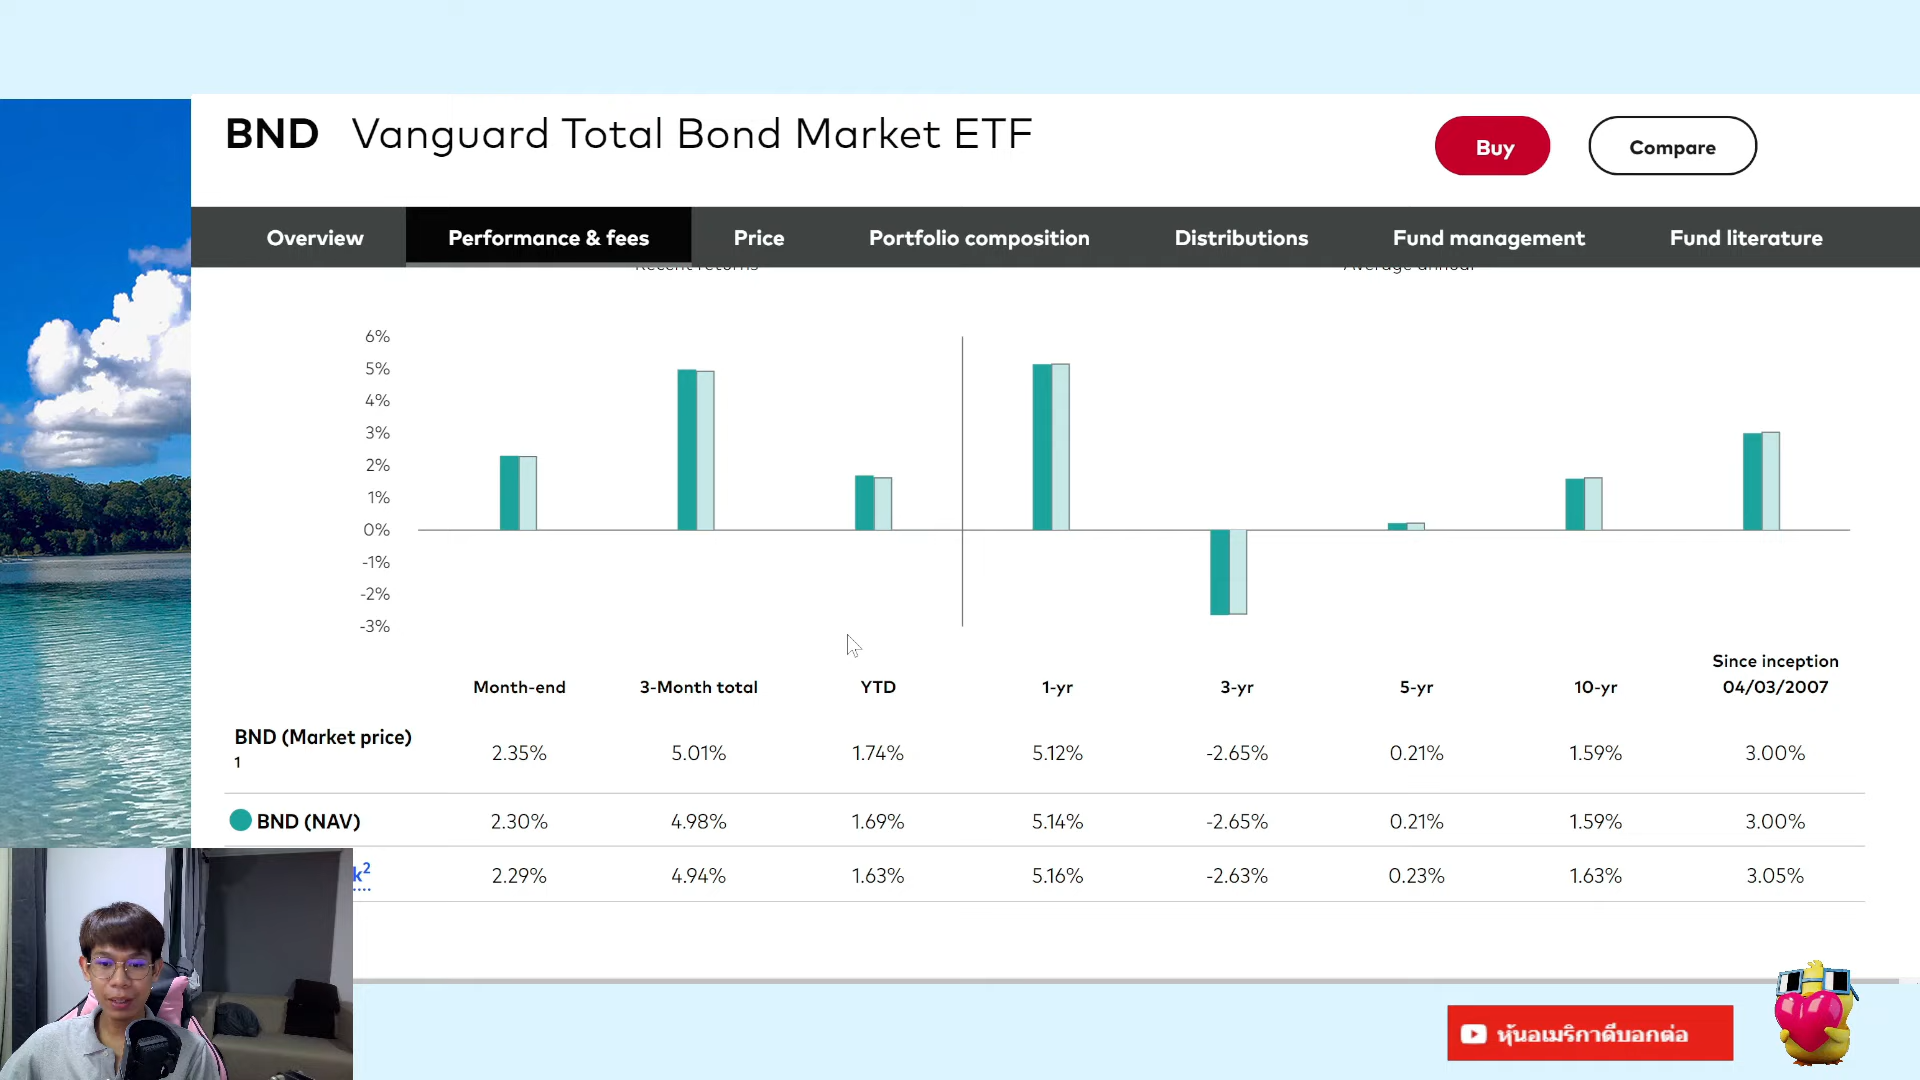 BND Vanguard Total Bond Market ETF
Buy
Compare
Overview Performance & fees Price Portfolio composition Distributions Fund management Fund literature
Recent returns Average annual
6%
5%
4%
3%
2%
1%
0%
-1%
-2%
-3%
Month-end 3-Month total YTD 1-yr 3-yr 5-yr 10-yr Since inception 04/03/2007
BND (Market price) 1 2.35% 5.01% 1.74% 5.12% -2.65% 0.21% 1.59% 3.00%
BND (NAV) 2.30% 4.98% 1.69% 5.14% -2.65% 0.21% 1.59% 3.00%
k2 2.29% 4.94% 1.63% 5.16% -2.63% 0.23% 1.63% 3.05%
หุ้นอเมริกาดีบอกต่อ